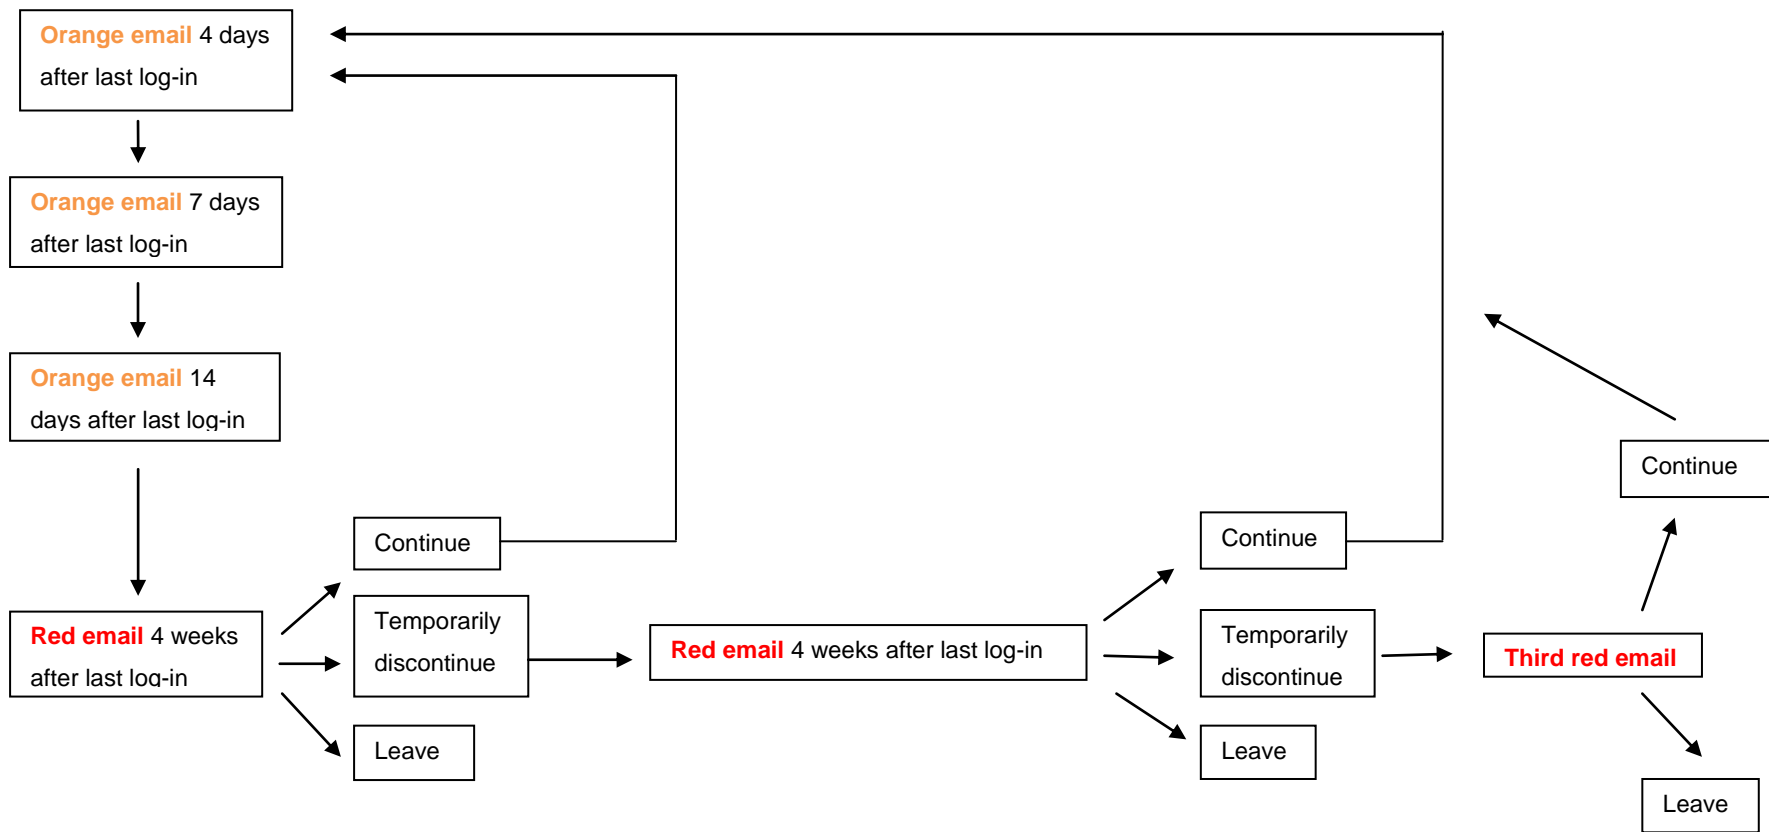 Orange email 4 days
after last log-in
Orange email 7 days
after last log-in
Orange email 14
days after last log-in
Continue
Continue
Continue
Red email 4 weeks
after last log-in
Temporarily
discontinue
Red email 4 weeks after last log-in
Temporarily
discontinue
Third red email
Leave
Leave
Leave